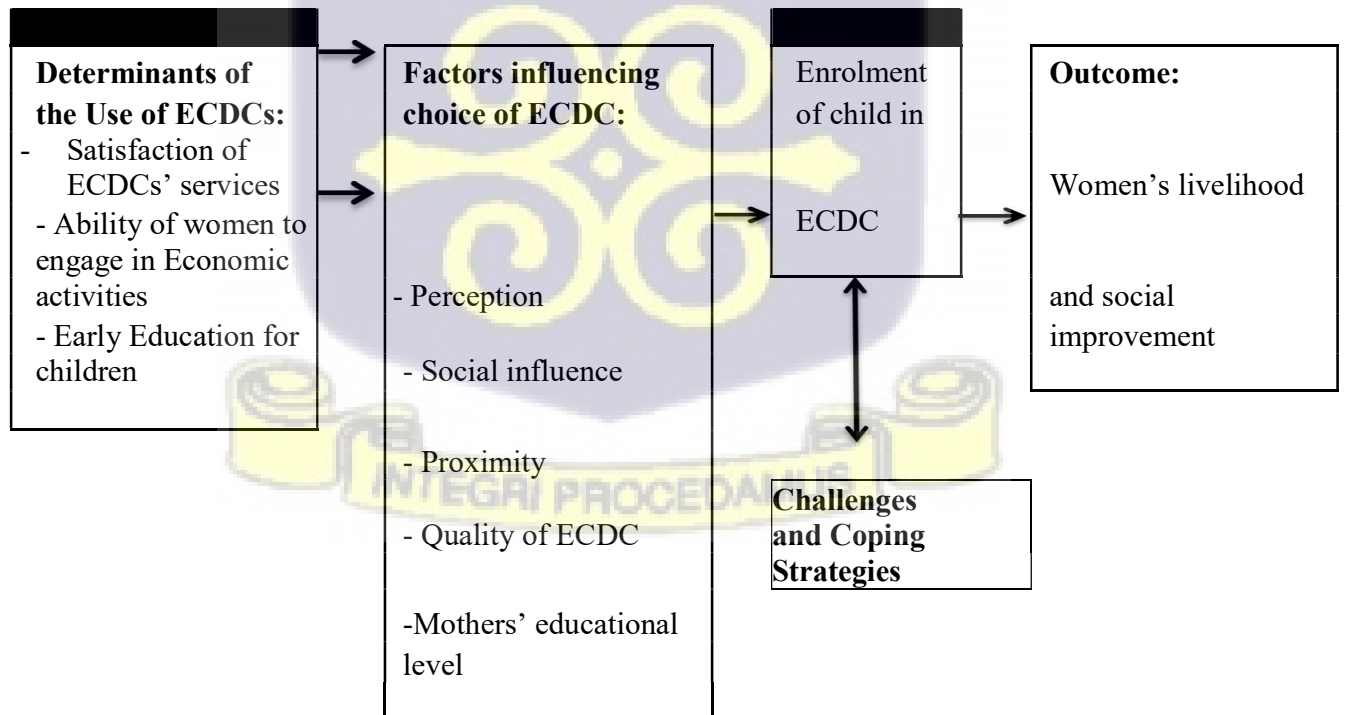 Determinants of
the Use of ECDCs:
- Satisfaction of
ECDCs’ services
- Ability of women to
engage in Economic
activities
- Early Education for
children
Factors influencing
choice of ECDC:
- Perception
- Social influence
- Proximity
- Quality of ECDC
-Mothers’ educational
level
Enrolment
of child in
ECDC
Challenges
and Coping
Strategies
Outcome:
Women’s livelihood
and social
improvement
INTEGRI PROCEDAMUS